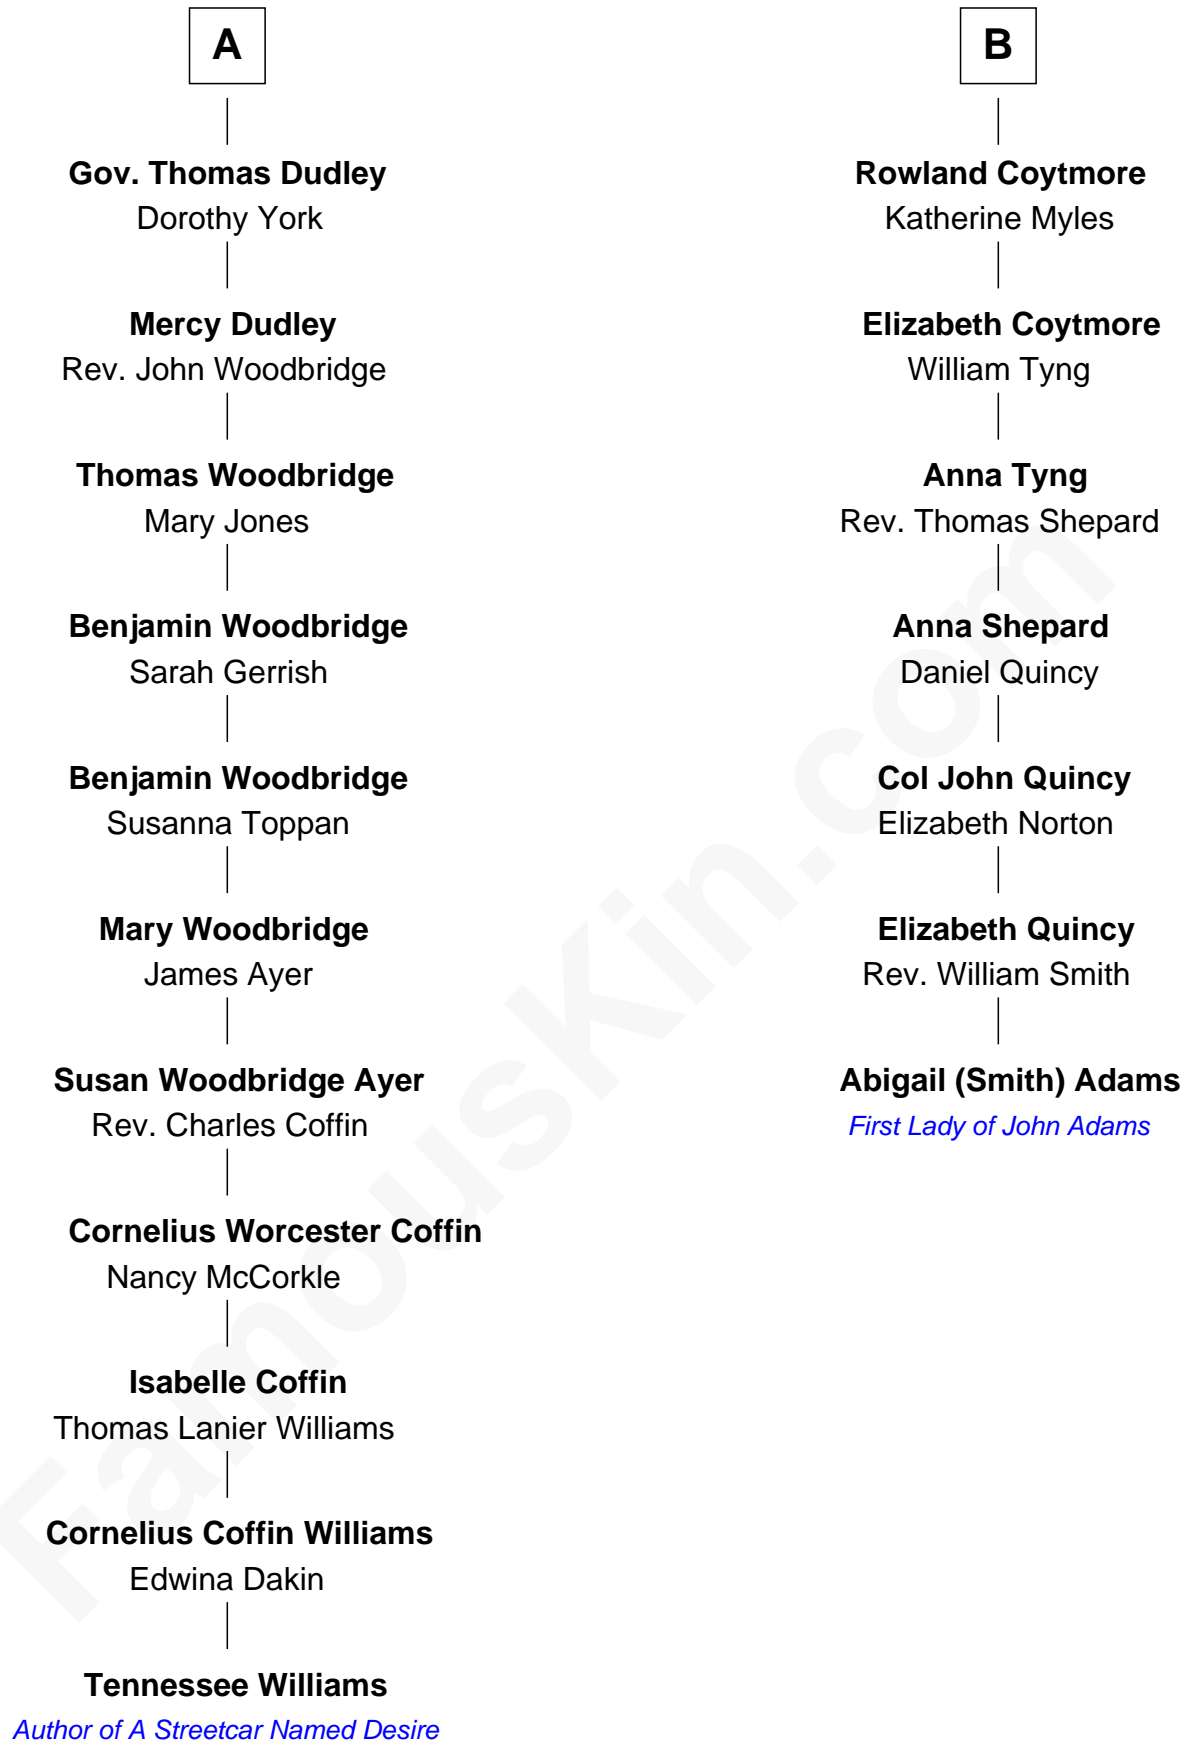 A
Gov. Thomas Dudley
Dorothy York
Mercy Dudley
Rev. John Woodbridge
Thomas Woodbridge
Mary Jones
Benjamin Woodbridge
Sarah Gerrish
Benjamin Woodbridge
Susanna Toppan
Mary Woodbridge
James Ayer
Susan Woodbridge Ayer
Rev. Charles Coffin
Cornelius Worcester Coffin
Nancy McCorkle
Isabelle Coffin
Thomas Lanier Williams
Cornelius Coffin Williams
Edwina Dakin
Tennessee Williams
Author of A Streetcar Named Desire
B
Rowland Coytmore
Katherine Myles
Elizabeth Coytmore
William Tyng
Anna Tyng
Rev. Thomas Shepard
Anna Shepard
Daniel Quincy
Col John Quincy
Elizabeth Norton
Elizabeth Quincy
Rev. William Smith
Abigail (Smith) Adams
First Lady of John Adams
FamousKin.com